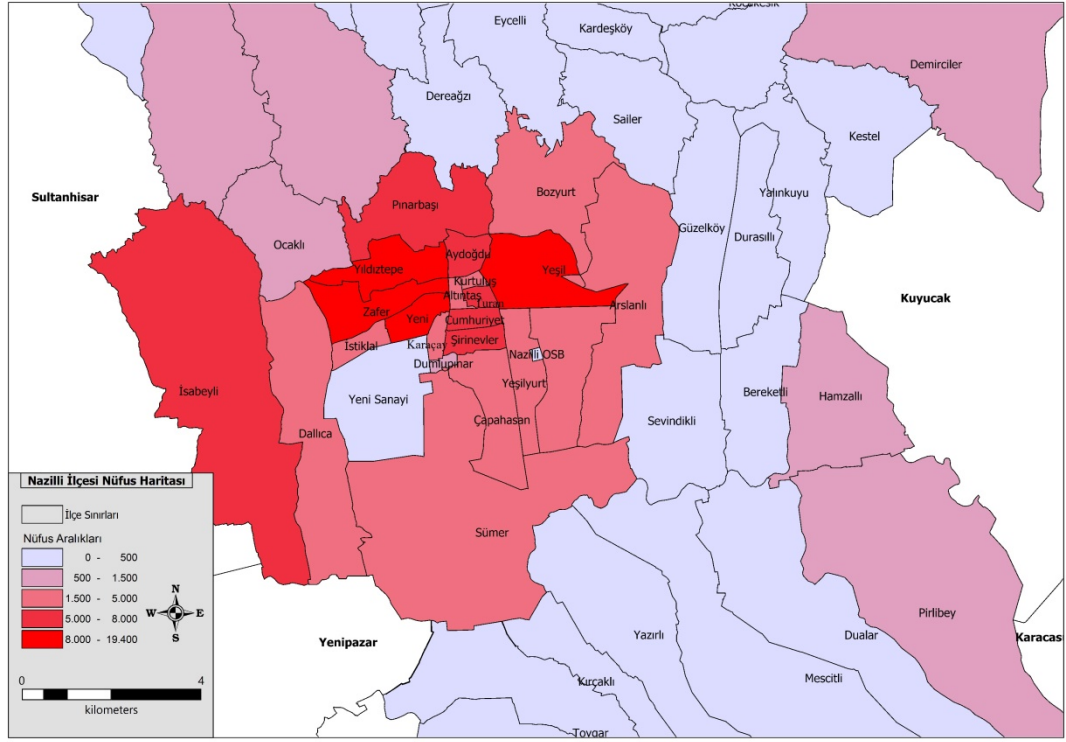 Kocakesik
Eycelli
Kardeşköy
Demirciler
Dereağzı
Sailer
Kestel
Sultanhisar
Bozyurt
Yalınkuyu
Pınarbaşı
Güzelköy
Durasıllı
Ocaklı
Aydoğdu
Yıldıztepe
Yeşil
Kurtuluş
Altıntaş
Turan
Arslanlı
Kuyucak
Zafer
Yeni
Cumhuriyet
İstiklal
Karaçay
Şirinevler
Nazilli OSB
Dumlupınar
İsabeyli
Yeni Sanayi
Yeşilyurt
Bereketli
Hamzallı
Çapahasan
Sevindikli
Dallıca
Sümer
Nazilli İlçesi Nüfus Haritası
İlçe Sınırları
Nüfus Aralıkları
0 - 500
500 - 1.500
1.500 - 5.000
5.000 - 8.000
8.000 - 19.400
N
W E
S
0 4
kilometers
Pirlibey
Yenipazar
Yazırlı
Dualar
Karacasu
Kırçaklı
Mescitli
Toygar